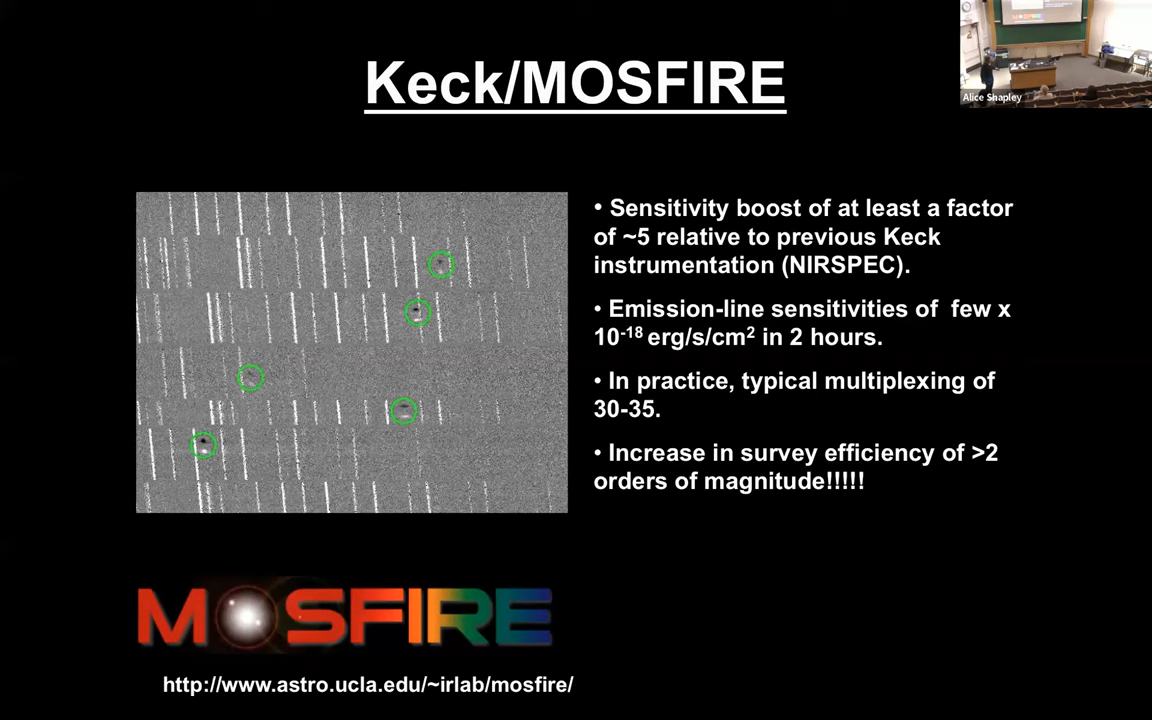 Keck/MOSFIRE
MOSFIRE
Alice Shapley
• Sensitivity boost of at least a factor
of ~5 relative to previous Keck
instrumentation (NIRSPEC).
• Emission-line sensitivities of few x
10⁻¹⁸ erg/s/cm² in 2 hours.
• In practice, typical multiplexing of
30-35.
• Increase in survey efficiency of >2
orders of magnitude!!!!!
MOSFIRE
http://www.astro.ucla.edu/~irlab/mosfire/